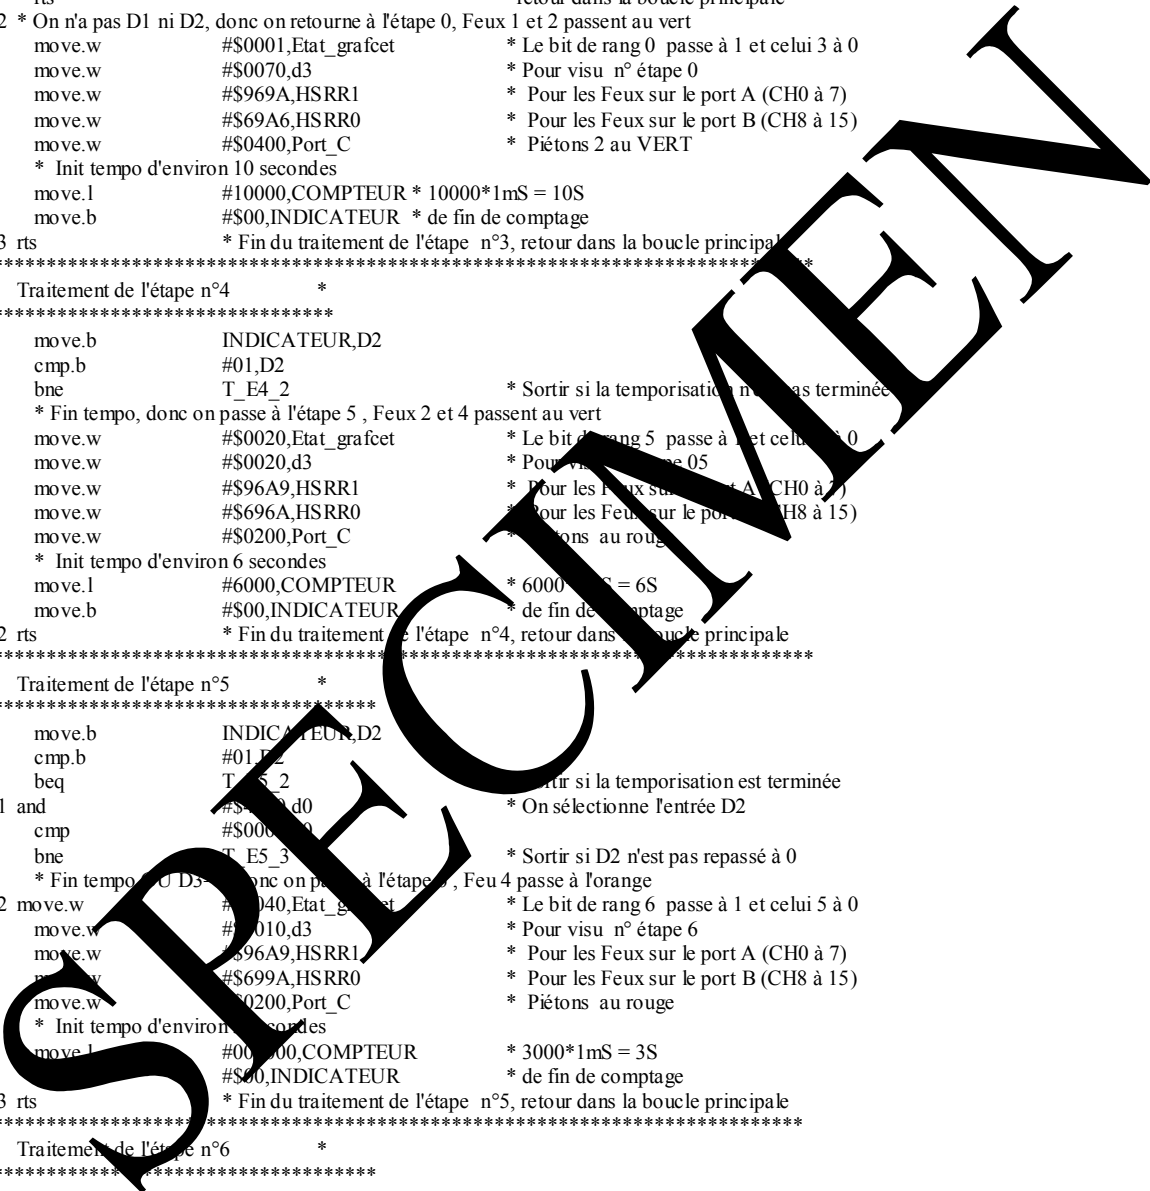 rts retour dans la boucle principale
2 * On n'a pas D1 ni D2, donc on retourne à l'étape 0, Feux 1 et 2 passent au vert
move.w #$0001,Etat_grafcet * Le bit de rang 0 passe à 1 et celui 3 à 0
move.w #$0070,d3 * Pour visu n° étape 0
move.w #$969A,HSRR1 * Pour les Feux sur le port A (CH0 à 7)
move.w #$69A6,HSRR0 * Pour les Feux sur le port B (CH8 à 15)
move.w #$0400,Port_C * Piétons 2 au VERT
* Init tempo d'environ 10 secondes
move.l #10000,COMPTEUR * 10000*1mS = 10S
move.b #$00,INDICATEUR * de fin de comptage
3 rts * Fin du traitement de l'étape n°3, retour dans la boucle principale
******************************************************************************
Traitement de l'étape n°4 *
********************************
move.b INDICATEUR,D2
cmp.b #01,D2
bne T_E4_2 * Sortir si la temporisation pas terminée
* Fin tempo, donc on passe à l'étape 5 , Feux 2 et 4 passent au vert
move.w #$0020,Etat_grafcet * Le bit de rang 5 passe à 1 et celui 0
move.w #$0020,d3 * Pour 05
move.w #$96A9,HSRR1 * Pour les Feux sur port A (CH0 à 7)
move.w #$696A,HSRR0 * Pour les Feux sur le port (CH8 à 15)
move.w #$0200,Port_C * au rouge
* Init tempo d'environ 6 secondes
move.l #6000,COMPTEUR * 6000 = 6S
move.b #$00,INDICATEUR * de fin de comptage
2 rts * Fin du traitement de l'étape n°4, retour dans boucle principale
******************************************************************************
Traitement de l'étape n°5 *
************************************
move.b INDICATEUR,D2
cmp.b #01,D2
beq T_E5_2 Sortir si la temporisation est terminée
1 and d0 * On sélectionne l'entrée D2
cmp
bne T_E5_3 * Sortir si D2 n'est pas repassé à 0
* Fin tempo OU donc on passe à l'étape , Feu 4 passe à l'orange
2 move.w #$0040,Etat_grafcet * Le bit de rang 6 passe à 1 et celui 5 à 0
move.w #$0010,d3 * Pour visu n° étape 6
move.w #$96A9,HSRR1 * Pour les Feux sur le port A (CH0 à 7)
move.w #$699A,HSRR0 * Pour les Feux sur le port B (CH8 à 15)
move.w #$0200,Port_C * Piétons au rouge
* Init tempo d'environ secondes
move.l COMPTEUR * 3000*1mS = 3S
#$00,INDICATEUR * de fin de comptage
3 rts * Fin du traitement de l'étape n°5, retour dans la boucle principale
*****************************************************************************
Traitement de l'étape n°6 *
************************************
SPECIMEN